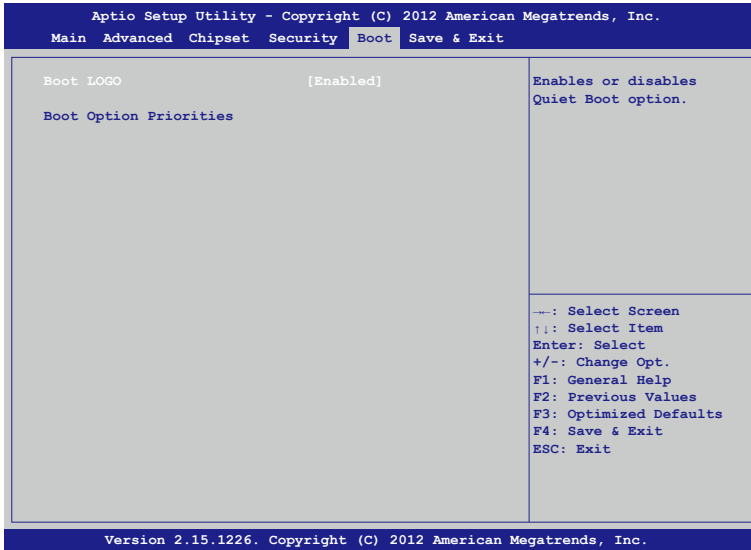 Aptio Setup Utility - Copyright (C) 2012 American Megatrends, Inc.
Main Advanced Chipset Security Boot Save & Exit
Boot LOGO [Enabled]
Boot Option Priorities
Enables or disables
Quiet Boot option.
→←: Select Screen
↑↓: Select Item
Enter: Select
+/-: Change Opt.
F1: General Help
F2: Previous Values
F3: Optimized Defaults
F4: Save & Exit
ESC: Exit
Version 2.15.1226. Copyright (C) 2012 American Megatrends, Inc.